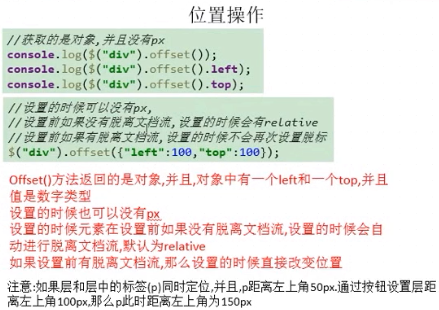 位置操作
//获取的是对象,并且没有px
console.log($("div").offset());
console.log($("div").offset().left);
console.log($("div").offset().top);
//设置的时候可以没有px,
//设置前如果没有脱离文档流,设置的时候会有relative
//设置前如果有脱离文档流,设置的时候不会再次设置脱标
$("div").offset({"left":100,"top":100});
Offset()方法返回的是对象,并且,对象中有一个left和一个top,并且
值是数字类型
设置的时候也可以没有px
设置的时候元素在设置前如果没有脱离文档流,设置的时候会自
动进行脱离文档流,默认为relative
如果设置前有脱离文档流,那么设置的时候直接改变位置
注意:如果层和层中的标签(p)同时定位,并且,p距离左上角50px.通过按钮设置层距
离左上角100px,那么p此时距离左上角为150px